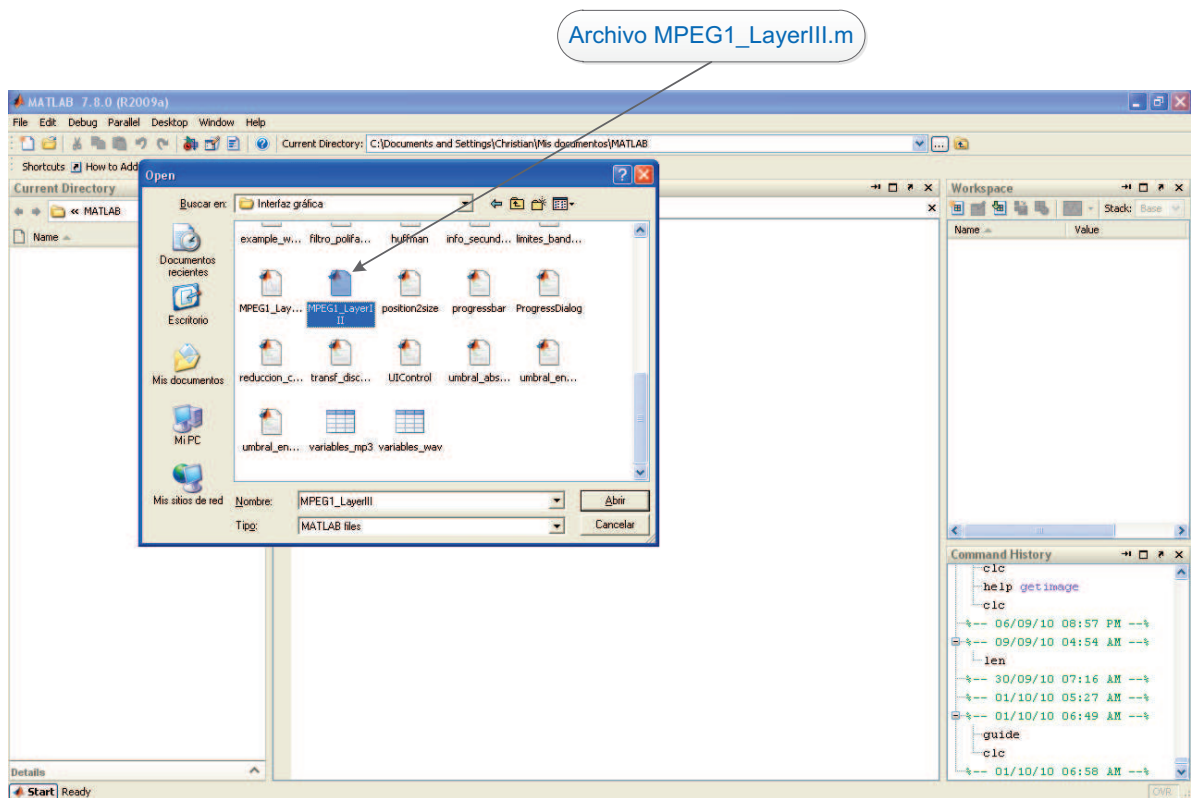 Archivo MPEG1_LayerIII.m
MATLAB 7.8.0 (R2009a)
File Edit Debug Parallel Desktop Window Help
Current Directory: C:\Documents and Settings\Christian\Mis documentos\MATLAB
Shortcuts How to Add
Current Directory
« MATLAB
Name
Open
Buscar en: Interfaz gráfica
Documentos recientes
Escritorio
Mis documentos
Mi PC
Mis sitios de red
example_w... filtro_polifa... huffman info_secund... limites_band...
MPEG1_Lay... MPEG1_LayerI
II position2size progressbar ProgressDialog
reduccion_c... transf_disc... UIControl umbral_abs... umbral_en...
umbral_en... variables_mp3 variables_wav
Nombre: MPEG1_LayerIII Abrir
Tipo: MATLAB files Cancelar
Workspace
Stack: Base
Name Value
Command History
clc
help getimage
clc
%-- 06/09/10 08:57 PM --%
%-- 09/09/10 04:54 AM --%
len
%-- 30/09/10 07:16 AM --%
%-- 01/10/10 05:27 AM --%
%-- 01/10/10 06:49 AM --%
guide
clc
%-- 01/10/10 06:58 AM --%
Details
Start Ready
OVR